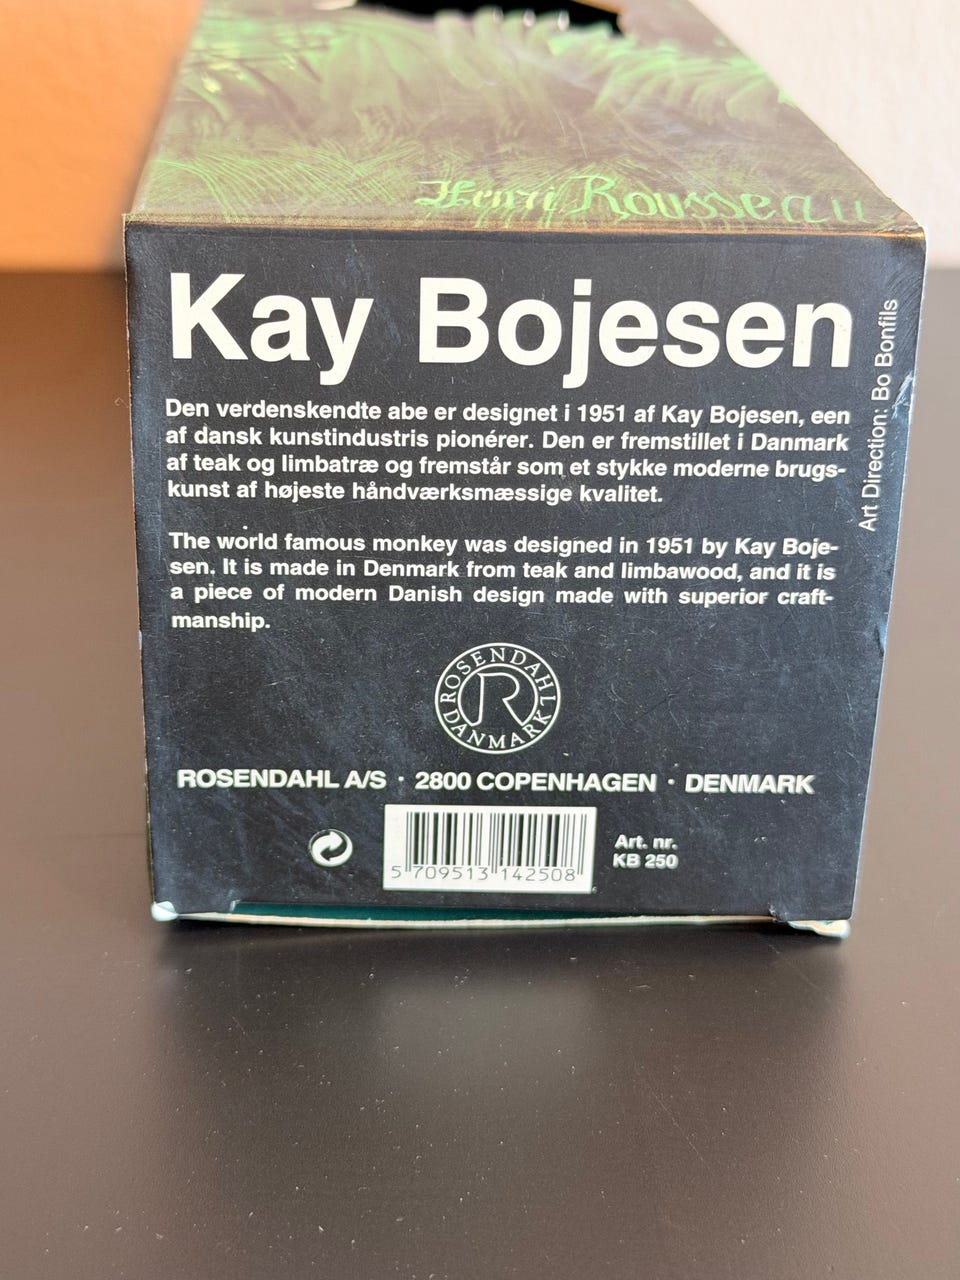 Henri Rousseau
Kay Bojesen
Art Direction: Bo Bonfils
Den verdenskendte abe er designet i 1951 af Kay Bojesen, een
af dansk kunstindustris pionérer. Den er fremstillet i Danmark
af teak og limbatræ og fremstår som et stykke moderne brugs-
kunst af højeste håndværksmæssige kvalitet.
The world famous monkey was designed in 1951 by Kay Boje-
sen. It is made in Denmark from teak and limbawood, and it is
a piece of modern Danish design made with superior craft-
manship.
ROSENDAHL
R
DANMARK
ROSENDAHL A/S · 2800 COPENHAGEN · DENMARK
Art. nr.
KB 250
5 709513 142508